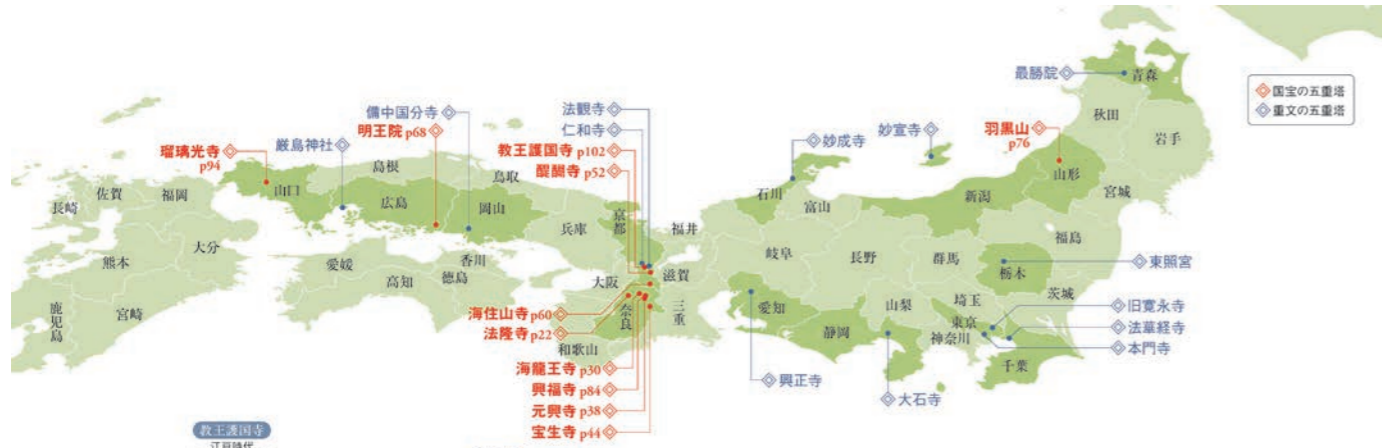 最勝院
青森
国宝の五重塔
重文の五重塔
秋田
岩手
備中国分寺
明王院 p68
厳島神社
瑠璃光寺
p94
法観寺
仁和寺
教王護国寺 p102
醍醐寺 p52
妙成寺
妙宣寺
羽黒山
p76
島根
鳥取
山口
広島
岡山
佐賀
福岡
長崎
大分
熊本
宮崎
鹿児島
愛媛
高知
香川
徳島
兵庫
京都
福井
大阪
滋賀
奈良
三重
和歌山
石川
富山
新潟
山形
宮城
福島
岐阜
長野
群馬
栃木
茨城
愛知
静岡
山梨
埼玉
東京
神奈川
千葉
東照宮
旧寛永寺
法華経寺
本門寺
海住山寺 p60
法隆寺 p22
海龍王寺 p30
興福寺 p84
元興寺 p38
宝生寺 p44
興正寺
大石寺
教王護国寺
江戸時代